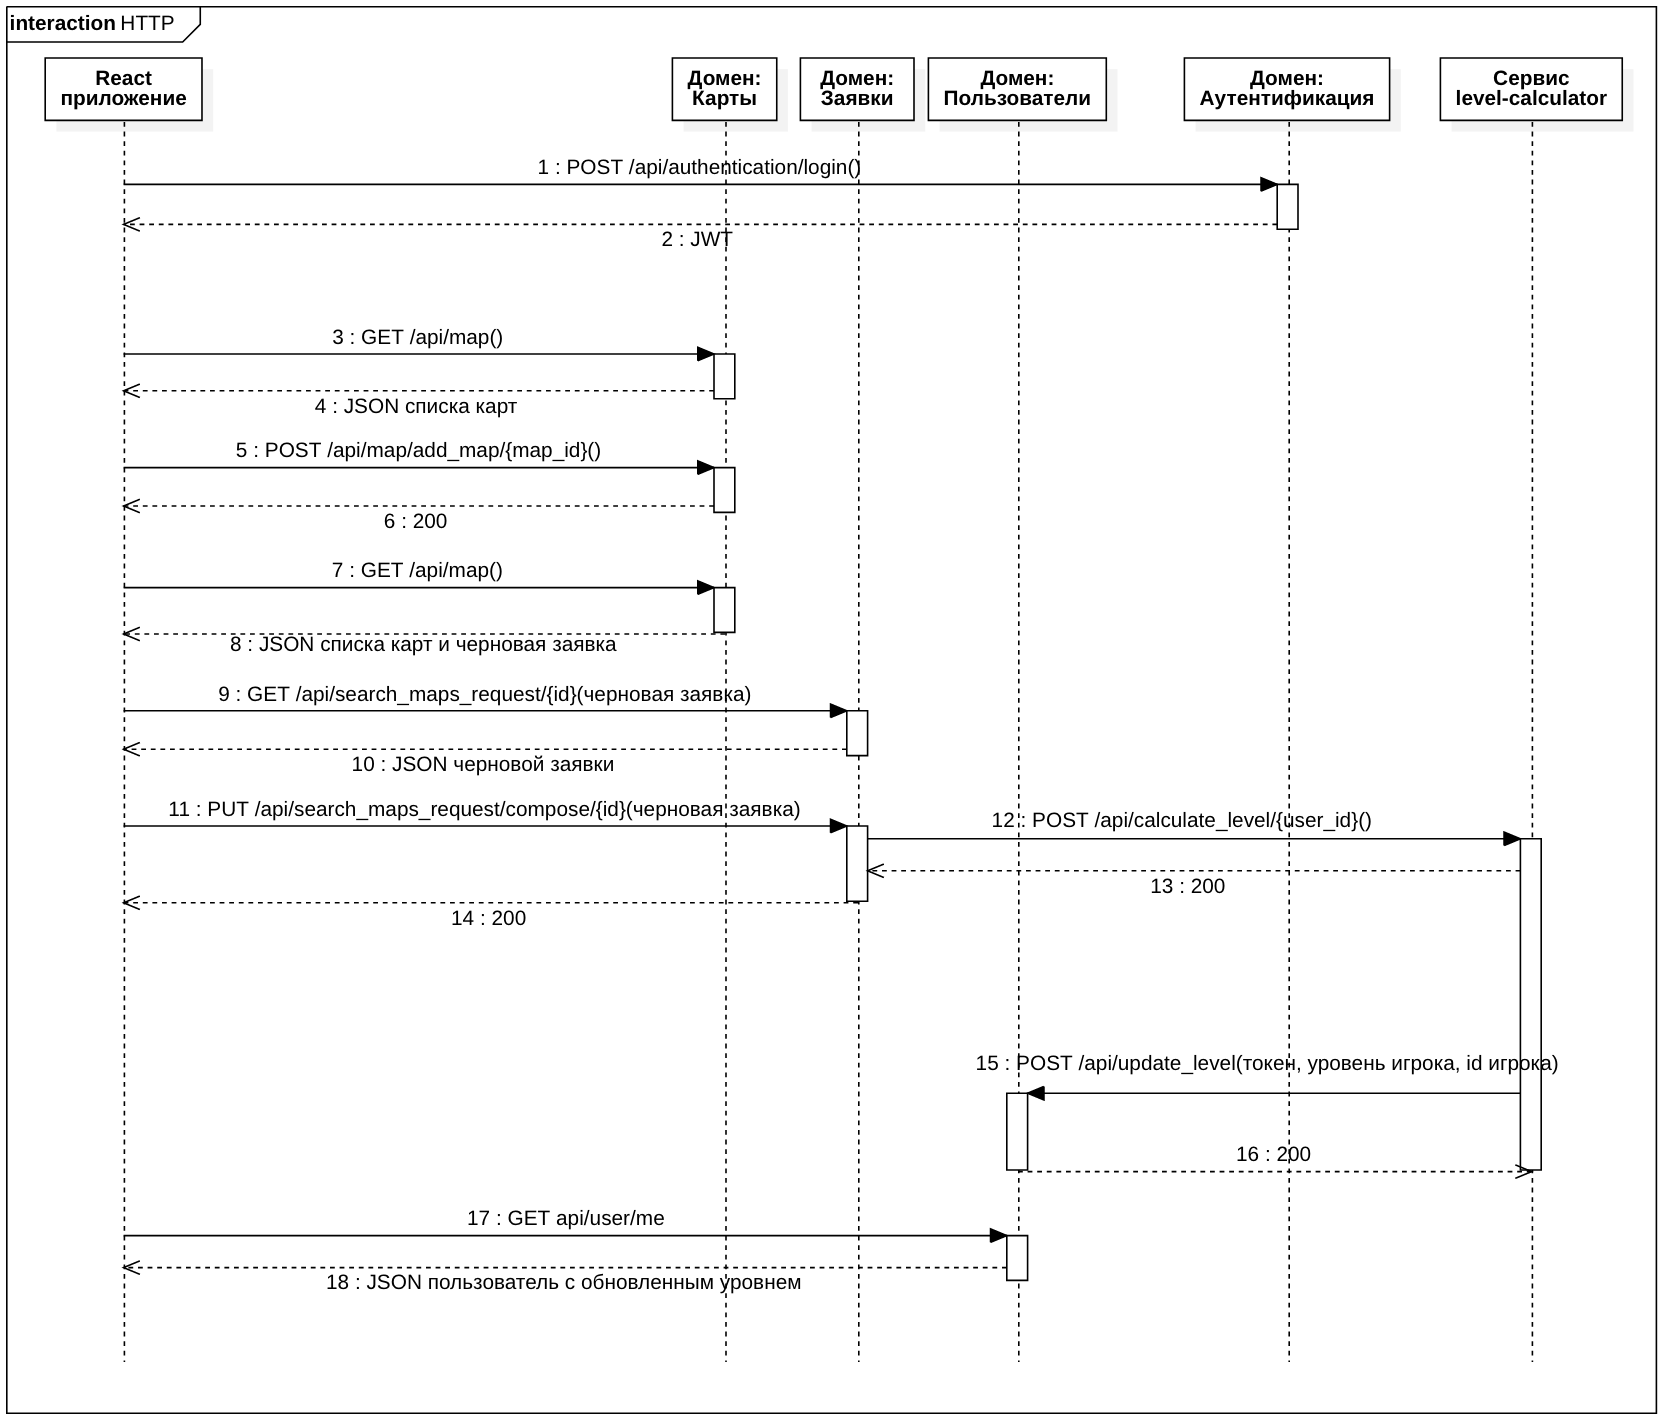 interaction HTTP
React
приложение
Домен:
Карты
Домен:
Заявки
Домен:
Пользователи
Домен:
Аутентификация
Сервис
level-calculator
1 : POST /api/authentication/login()
2 : JWT
3 : GET /api/map()
4 : JSON списка карт
5 : POST /api/map/add_map/{map_id}()
6 : 200
7 : GET /api/map()
8 : JSON списка карт и черновая заявка
9 : GET /api/search_maps_request/{id}(черновая заявка)
10 : JSON черновой заявки
11 : PUT /api/search_maps_request/compose/{id}(черновая заявка)
12 : POST /api/calculate_level/{user_id}()
13 : 200
14 : 200
15 : POST /api/update_level(токен, уровень игрока, id игрока)
16 : 200
17 : GET api/user/me
18 : JSON пользователь с обновленным уровнем